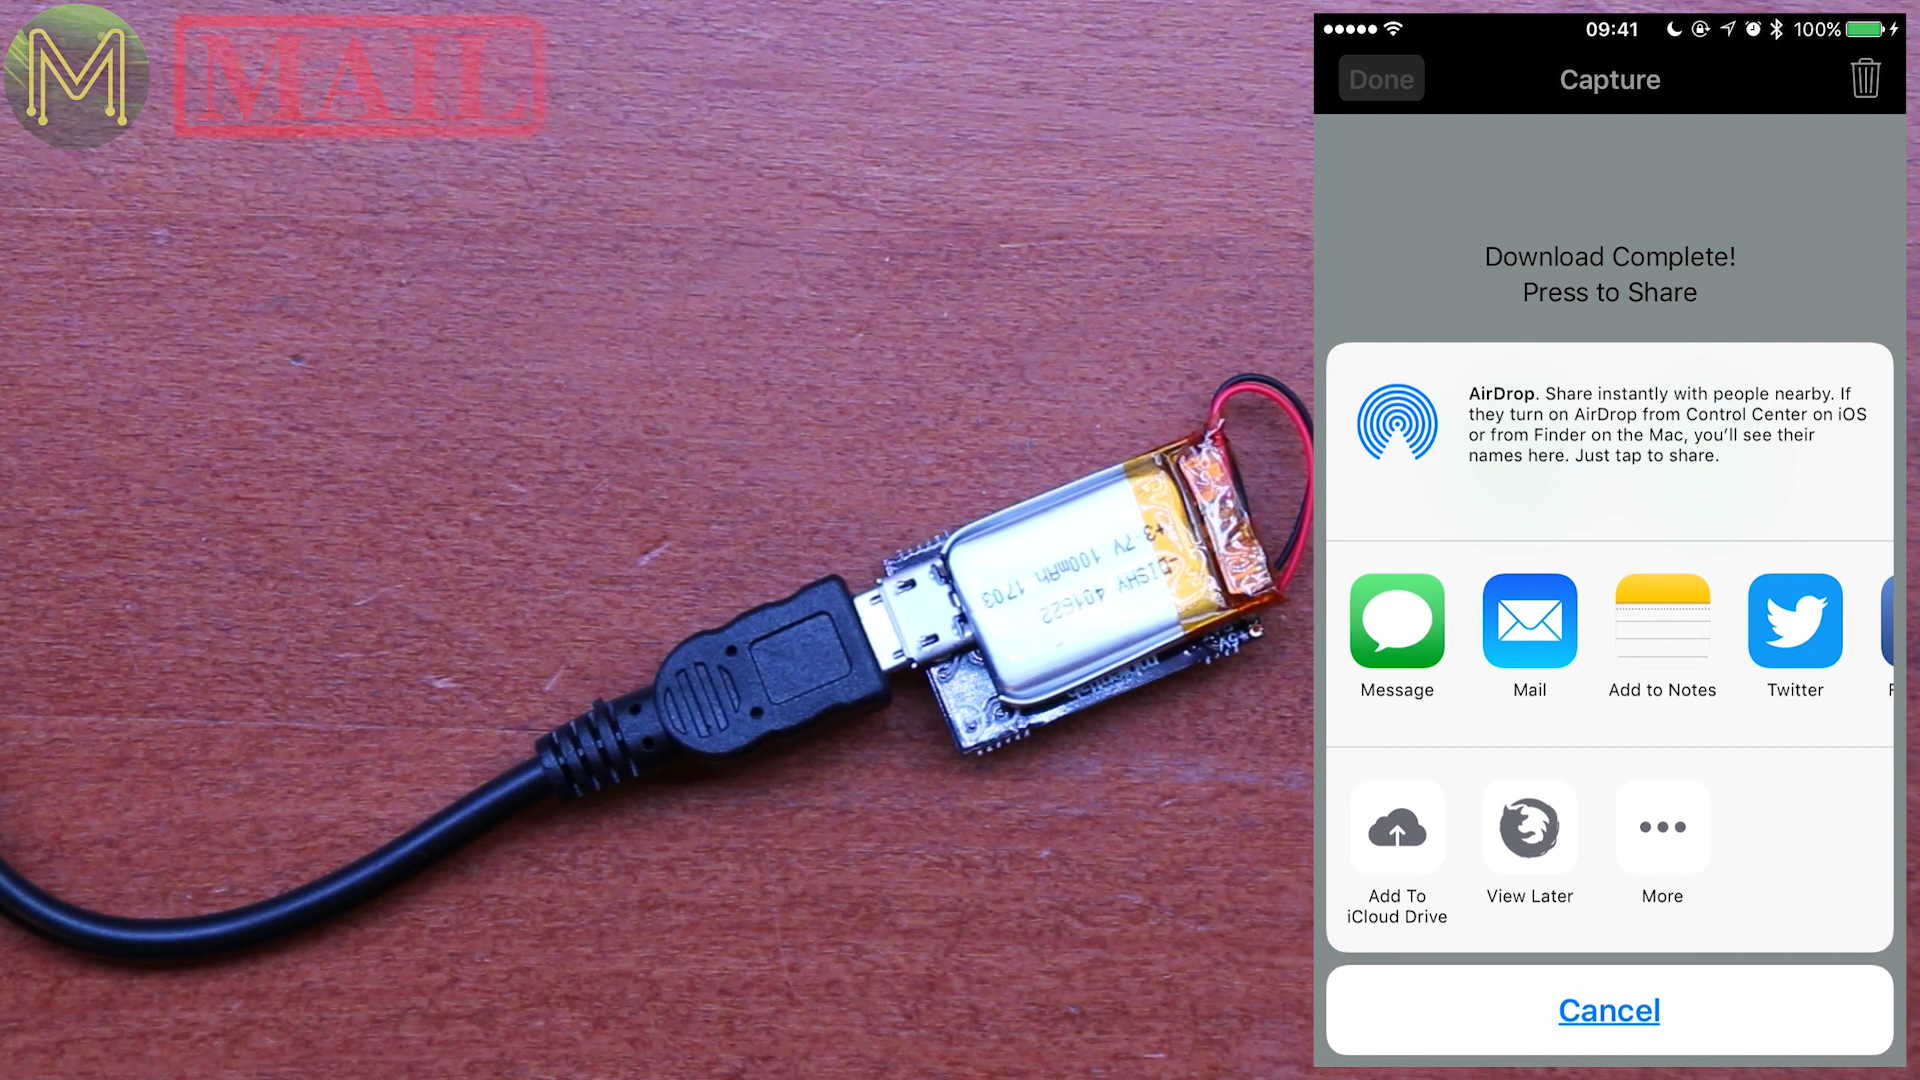 M
MAIL
09:41
100%
Done
Capture
Download Complete!
Press to Share
AirDrop. Share instantly with people nearby. If
they turn on AirDrop from Control Center on iOS
or from Finder on the Mac, you'll see their
names here. Just tap to share.
Message
Mail
Add to Notes
Twitter
F
Add To
iCloud Drive
View Later
More
Cancel
+3.7V 100mAh 1703
DISHY 401622
+5V